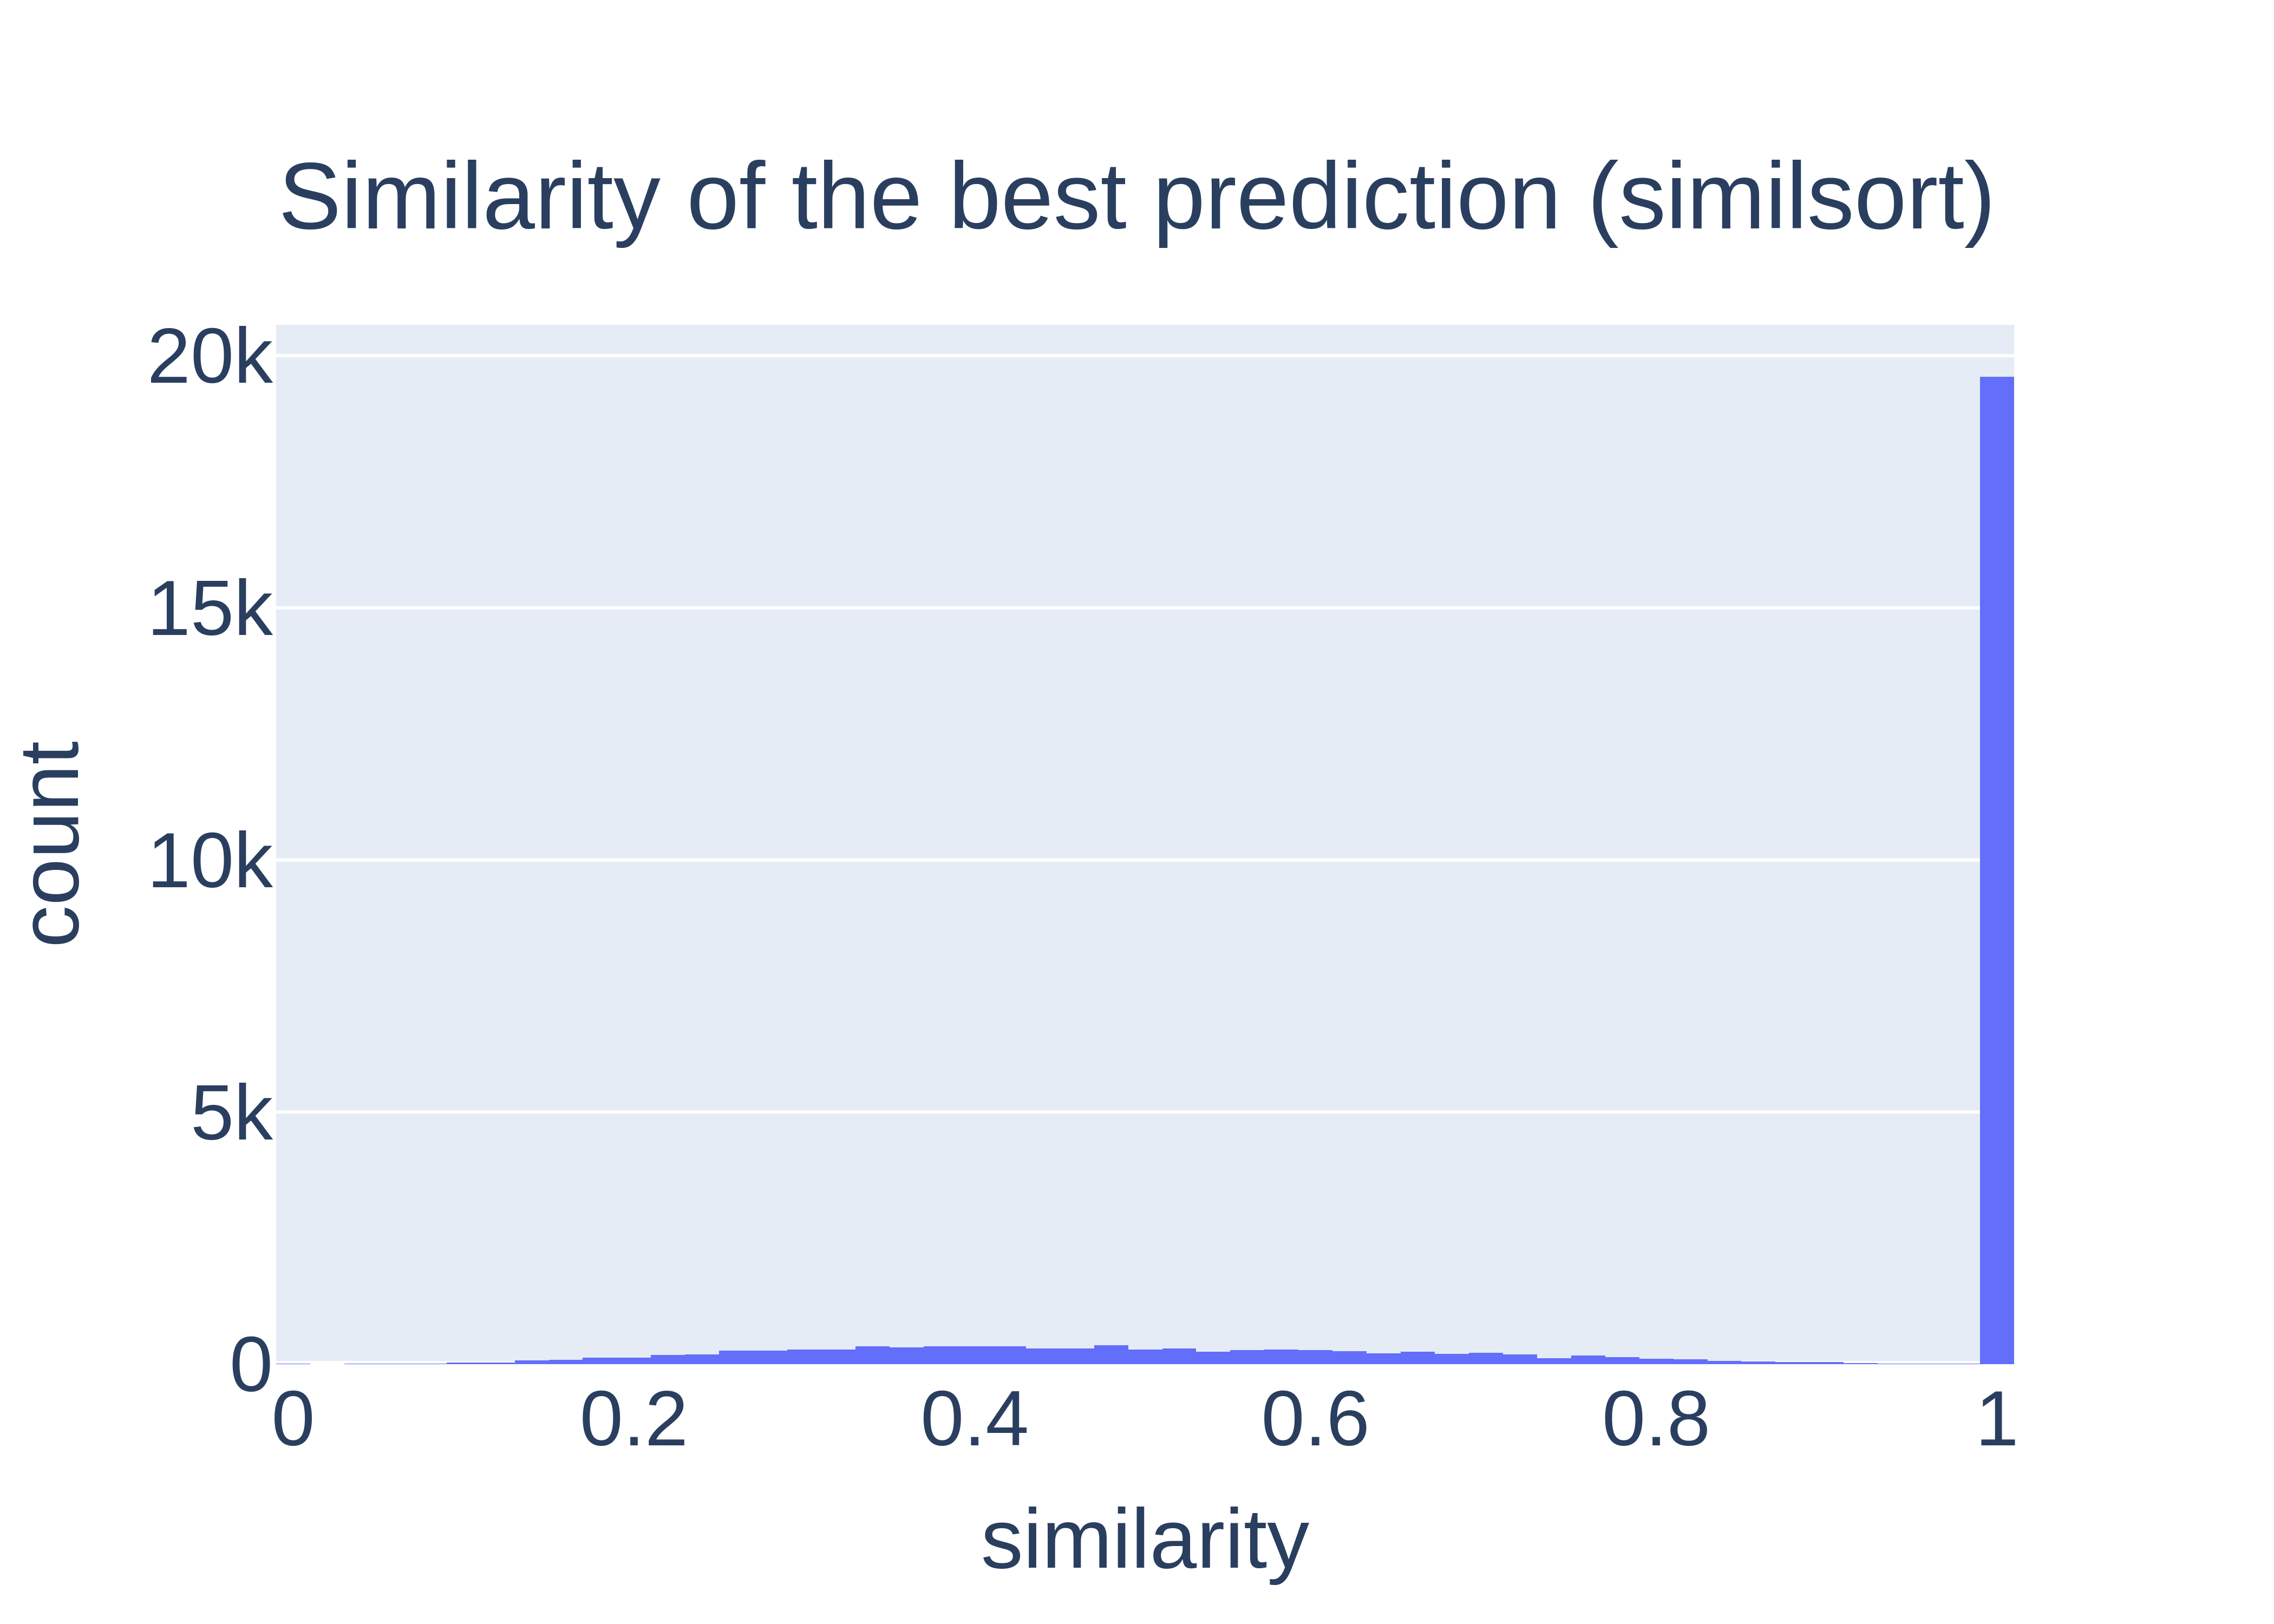 Similarity of the best prediction (similsort)
20k
15k
10k
5k
0
count
0 0.2 0.4 0.6 0.8 1
similarity